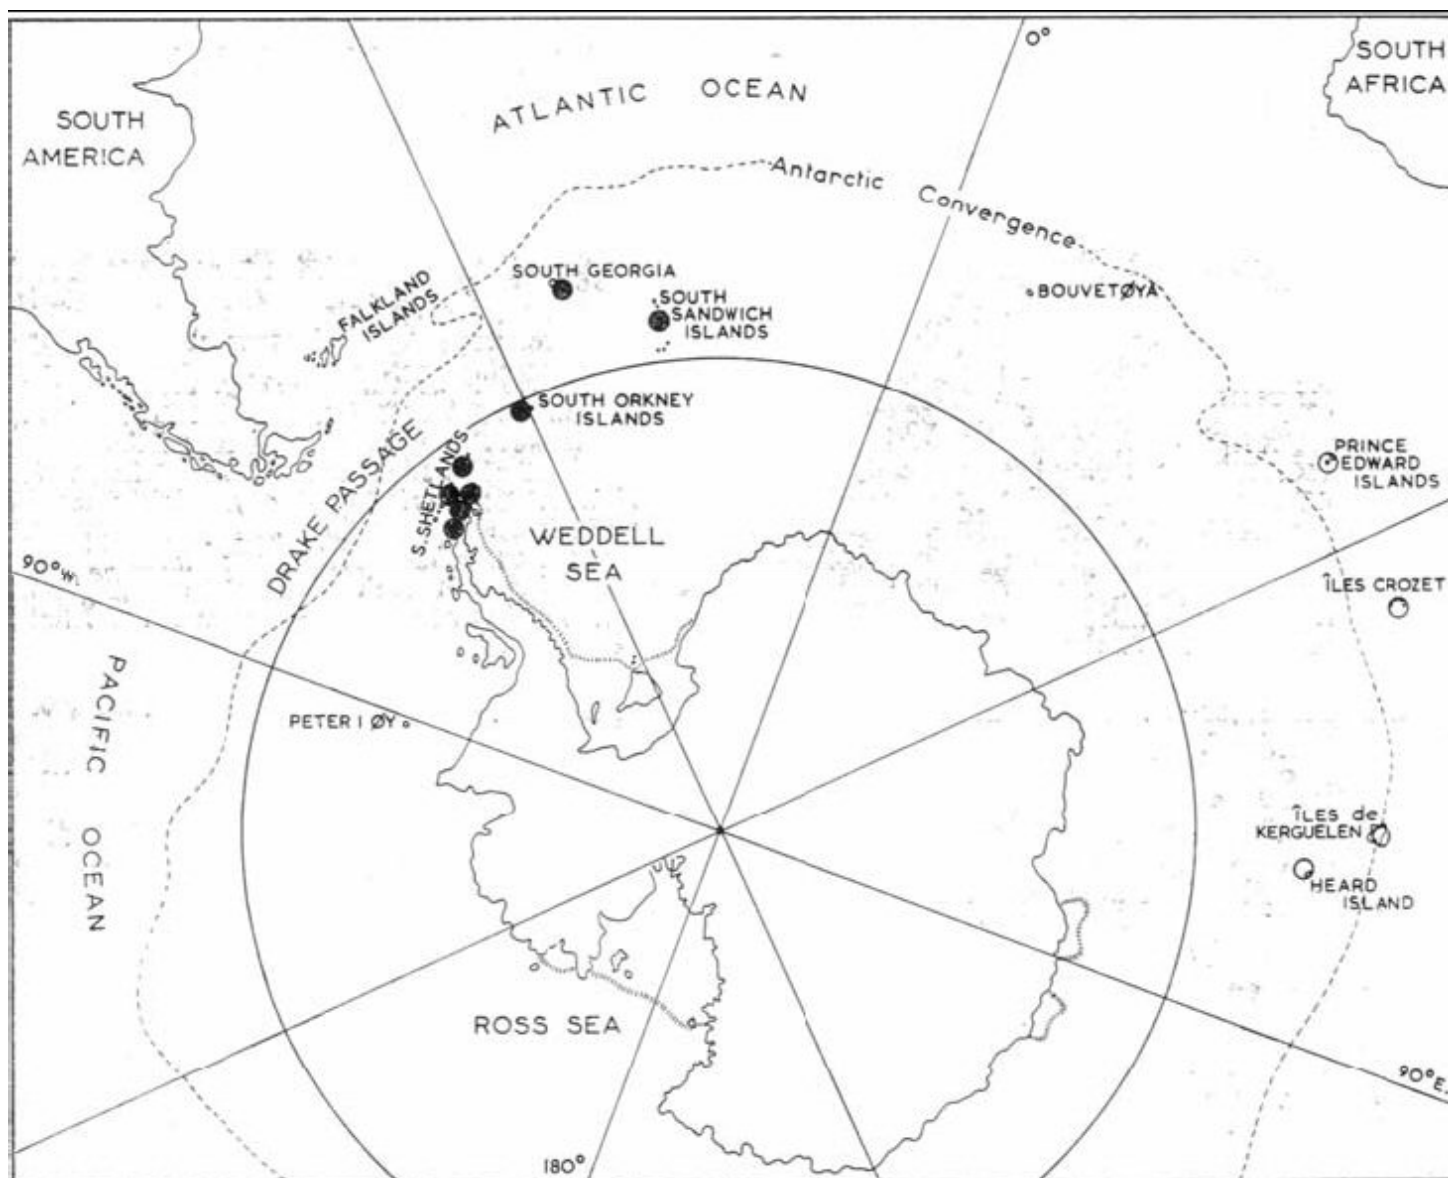 0°
SOUTH
AFRICA
ATLANTIC OCEAN
SOUTH
AMERICA
Antarctic Convergence
SOUTH GEORGIA
SOUTH
SANDWICH
ISLANDS
BOUVETØYA
FALKLAND
ISLANDS
SOUTH ORKNEY
ISLANDS
DRAKE PASSAGE
S. SHETLANDS
PRINCE
EDWARD
ISLANDS
WEDDELL
SEA
90°W.
ÎLES CROZET
PACIFIC OCEAN
PETER I ØY
ÎLES de
KERGUELEN
HEARD
ISLAND
ROSS SEA
90°E.
180°